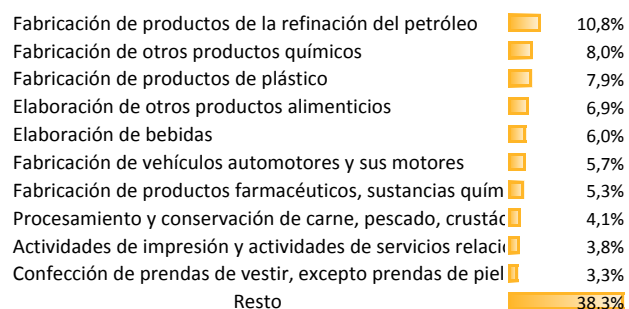 Fabricación de productos de la refinación del petróleo 10,8%
Fabricación de otros productos químicos 8,0%
Fabricación de productos de plástico 7,9%
Elaboración de otros productos alimenticios 6,9%
Elaboración de bebidas 6,0%
Fabricación de vehículos automotores y sus motores 5,7%
Fabricación de productos farmacéuticos, sustancias quím 5,3%
Procesamiento y conservación de carne, pescado, crustác 4,1%
Actividades de impresión y actividades de servicios relaci 3,8%
Confección de prendas de vestir, excepto prendas de piel 3,3%
Resto 38,3%